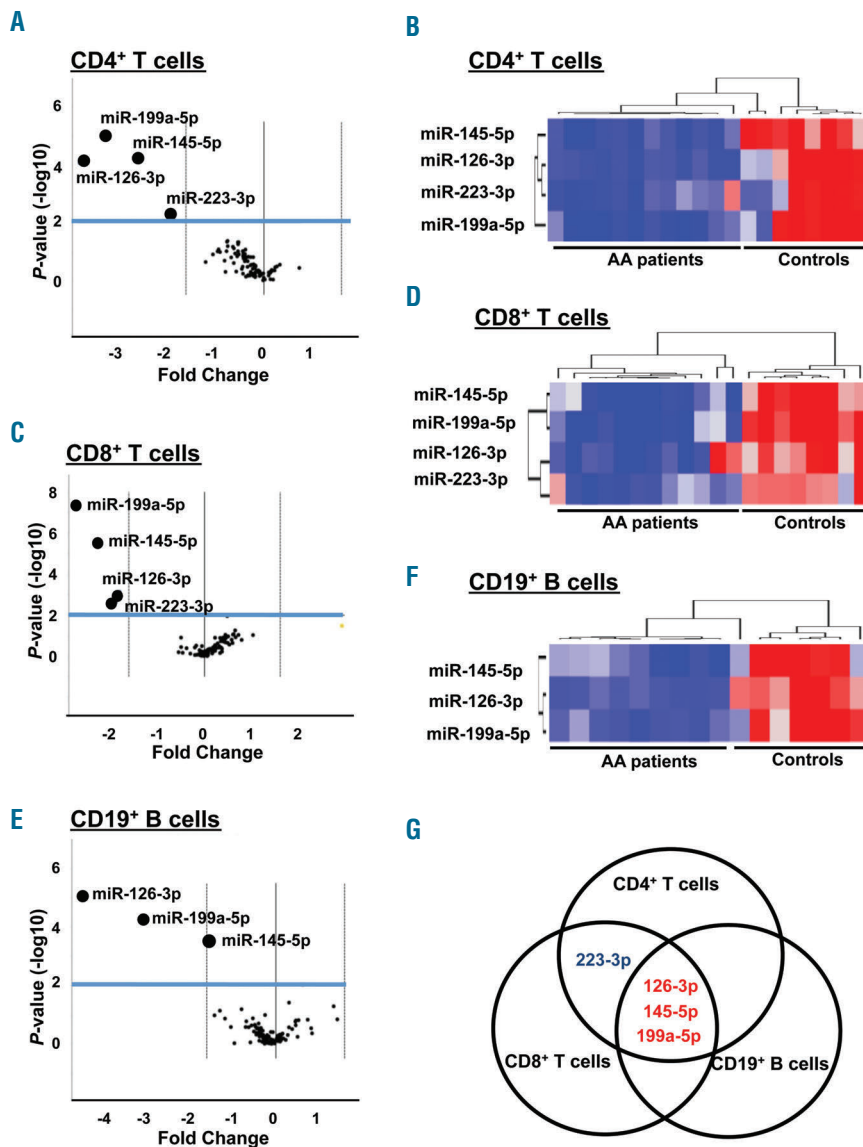 A
CD4⁺ T cells
P-value (-log10)
6
4
2
0
miR-199a-5p
miR-145-5p
miR-126-3p
miR-223-3p
-3 -2 -1 0 1
Fold Change
B
CD4⁺ T cells
miR-145-5p
miR-126-3p
miR-223-3p
miR-199a-5p
AA patients Controls
C
CD8⁺ T cells
P-value (-log10)
8
6
4
2
0
miR-199a-5p
miR-145-5p
miR-126-3p
miR-223-3p
-2 -1 0 1 2
Fold Change
D
CD8⁺ T cells
miR-145-5p
miR-199a-5p
miR-126-3p
miR-223-3p
AA patients Controls
E
CD19⁺ B cells
P-value (-log10)
6
4
2
0
miR-126-3p
miR-199a-5p
miR-145-5p
-4 -3 -2 -1 0 1
Fold Change
F
CD19⁺ B cells
miR-145-5p
miR-126-3p
miR-199a-5p
AA patients Controls
G
CD4⁺ T cells
223-3p
126-3p
145-5p
199a-5p
CD8⁺ T cells CD19⁺ B cells